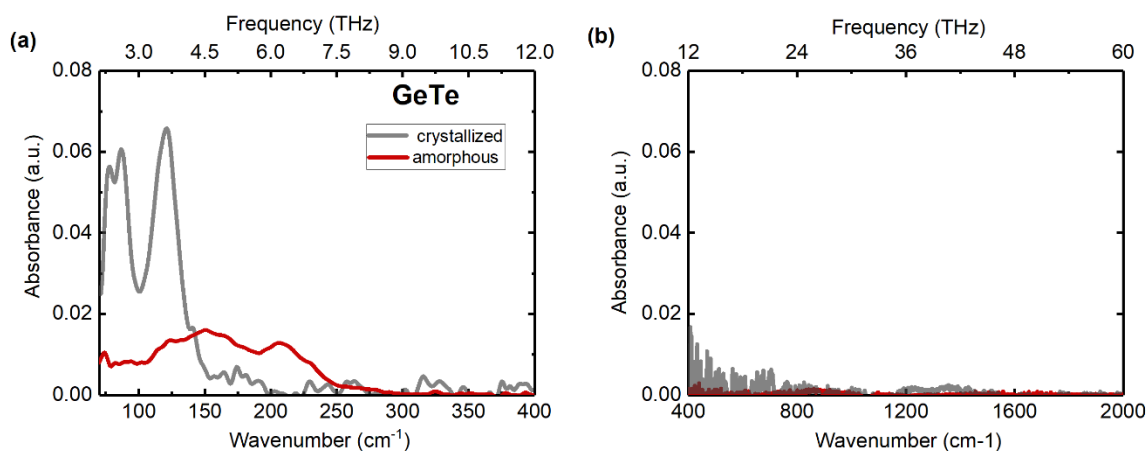 Frequency (THz)
(a)
3.0 4.5 6.0 7.5 9.0 10.5 12.0
0.08
0.06
0.04
0.02
0.00
Absorbance (a.u.)
GeTe
crystallized
amorphous
100 150 200 250 300 350 400
Wavenumber (cm-1)
Frequency (THz)
(b)
12 24 36 48 60
0.08
0.06
0.04
0.02
0.00
Absorbance (a.u.)
400 800 1200 1600 2000
Wavenumber (cm-1)